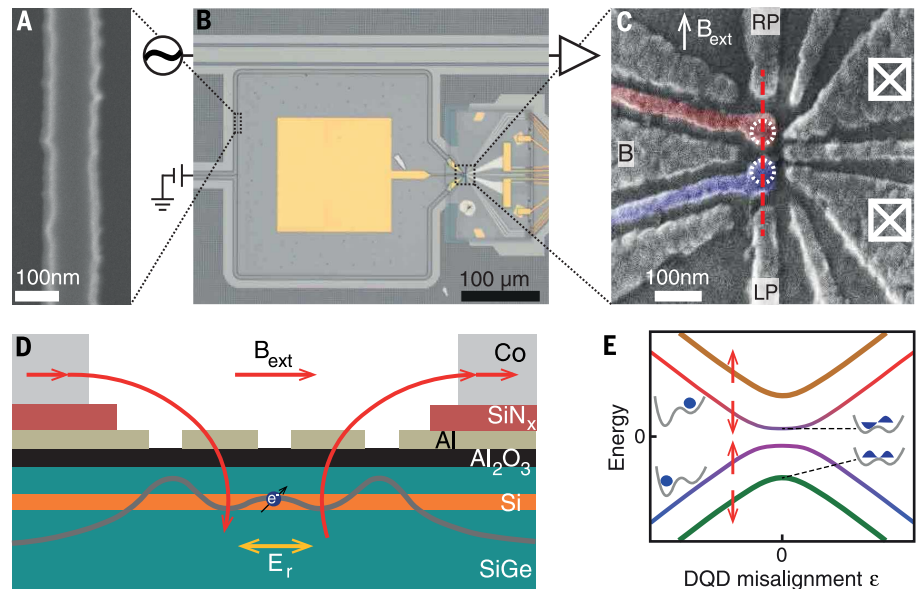 A
100nm
B
100 µm
C
B_ext
RP
B
LP
100nm
D
B_ext
Co
SiN_x
Al
Al_2O_3
Si
e^-
E_r
SiGe
E
Energy
0
0
DQD misalignment ε